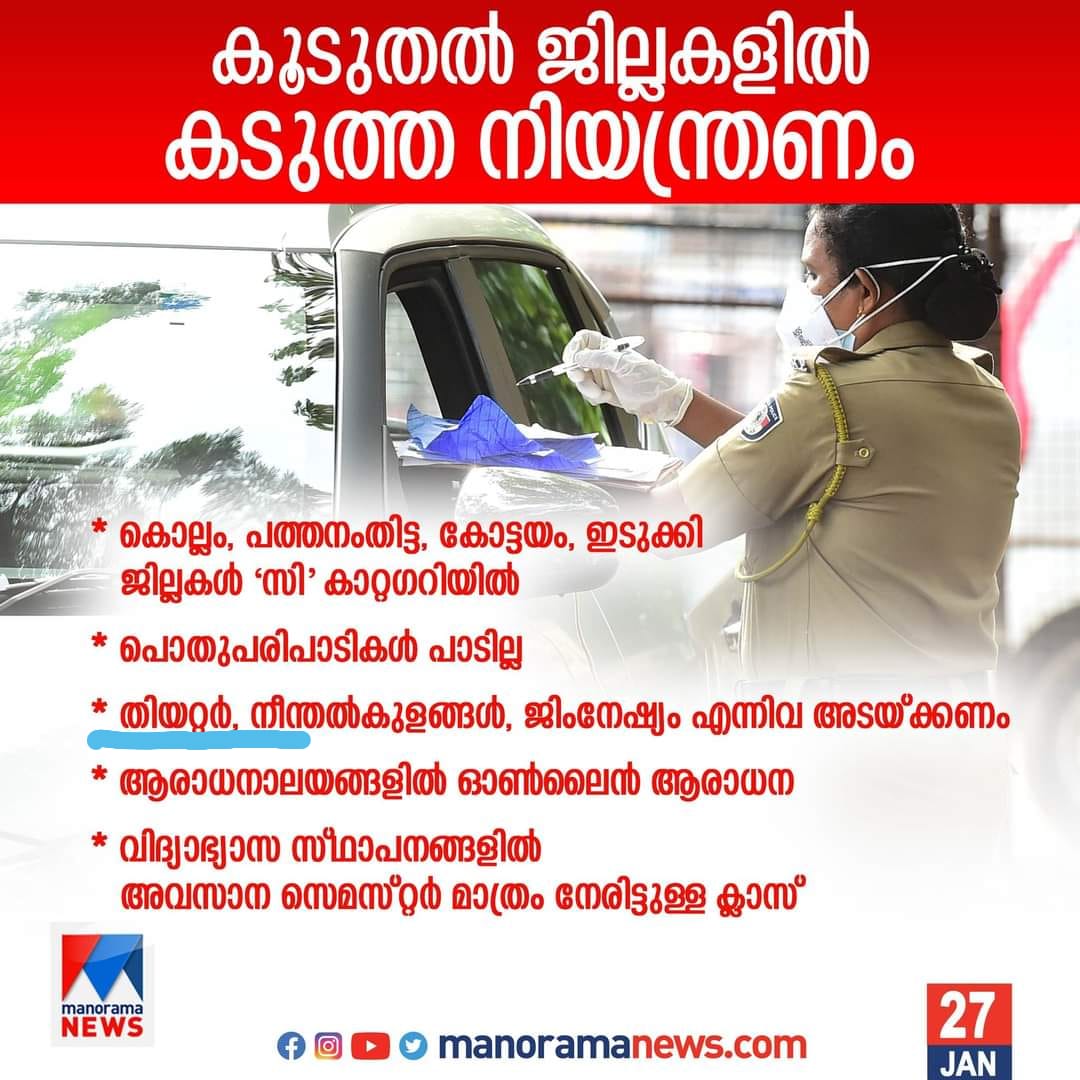 കൂടുതൽ ജില്ലകളിൽ
കടുത്ത നിയന്ത്രണം
* കൊല്ലം, പത്തനംതിട്ട, കോട്ടയം, ഇടുക്കി
ജില്ലകൾ ‘സി’ കാറ്റഗറിയിൽ
* പൊതുപരിപാടികൾ പാടില്ല
* തിയറ്റർ, നീന്തൽകുളങ്ങൾ, ജിംനേഷ്യം എന്നിവ അടയ്ക്കണം
* ആരാധനാലയങ്ങളിൽ ഓൺലൈൻ ആരാധന
* വിദ്യാഭ്യാസ സ്ഥാപനങ്ങളിൽ
അവസാന സെമസ്റ്റർ മാത്രം നേരിട്ടുള്ള ക്ലാസ്
manorama
NEWS
manoramanews.com
27
JAN